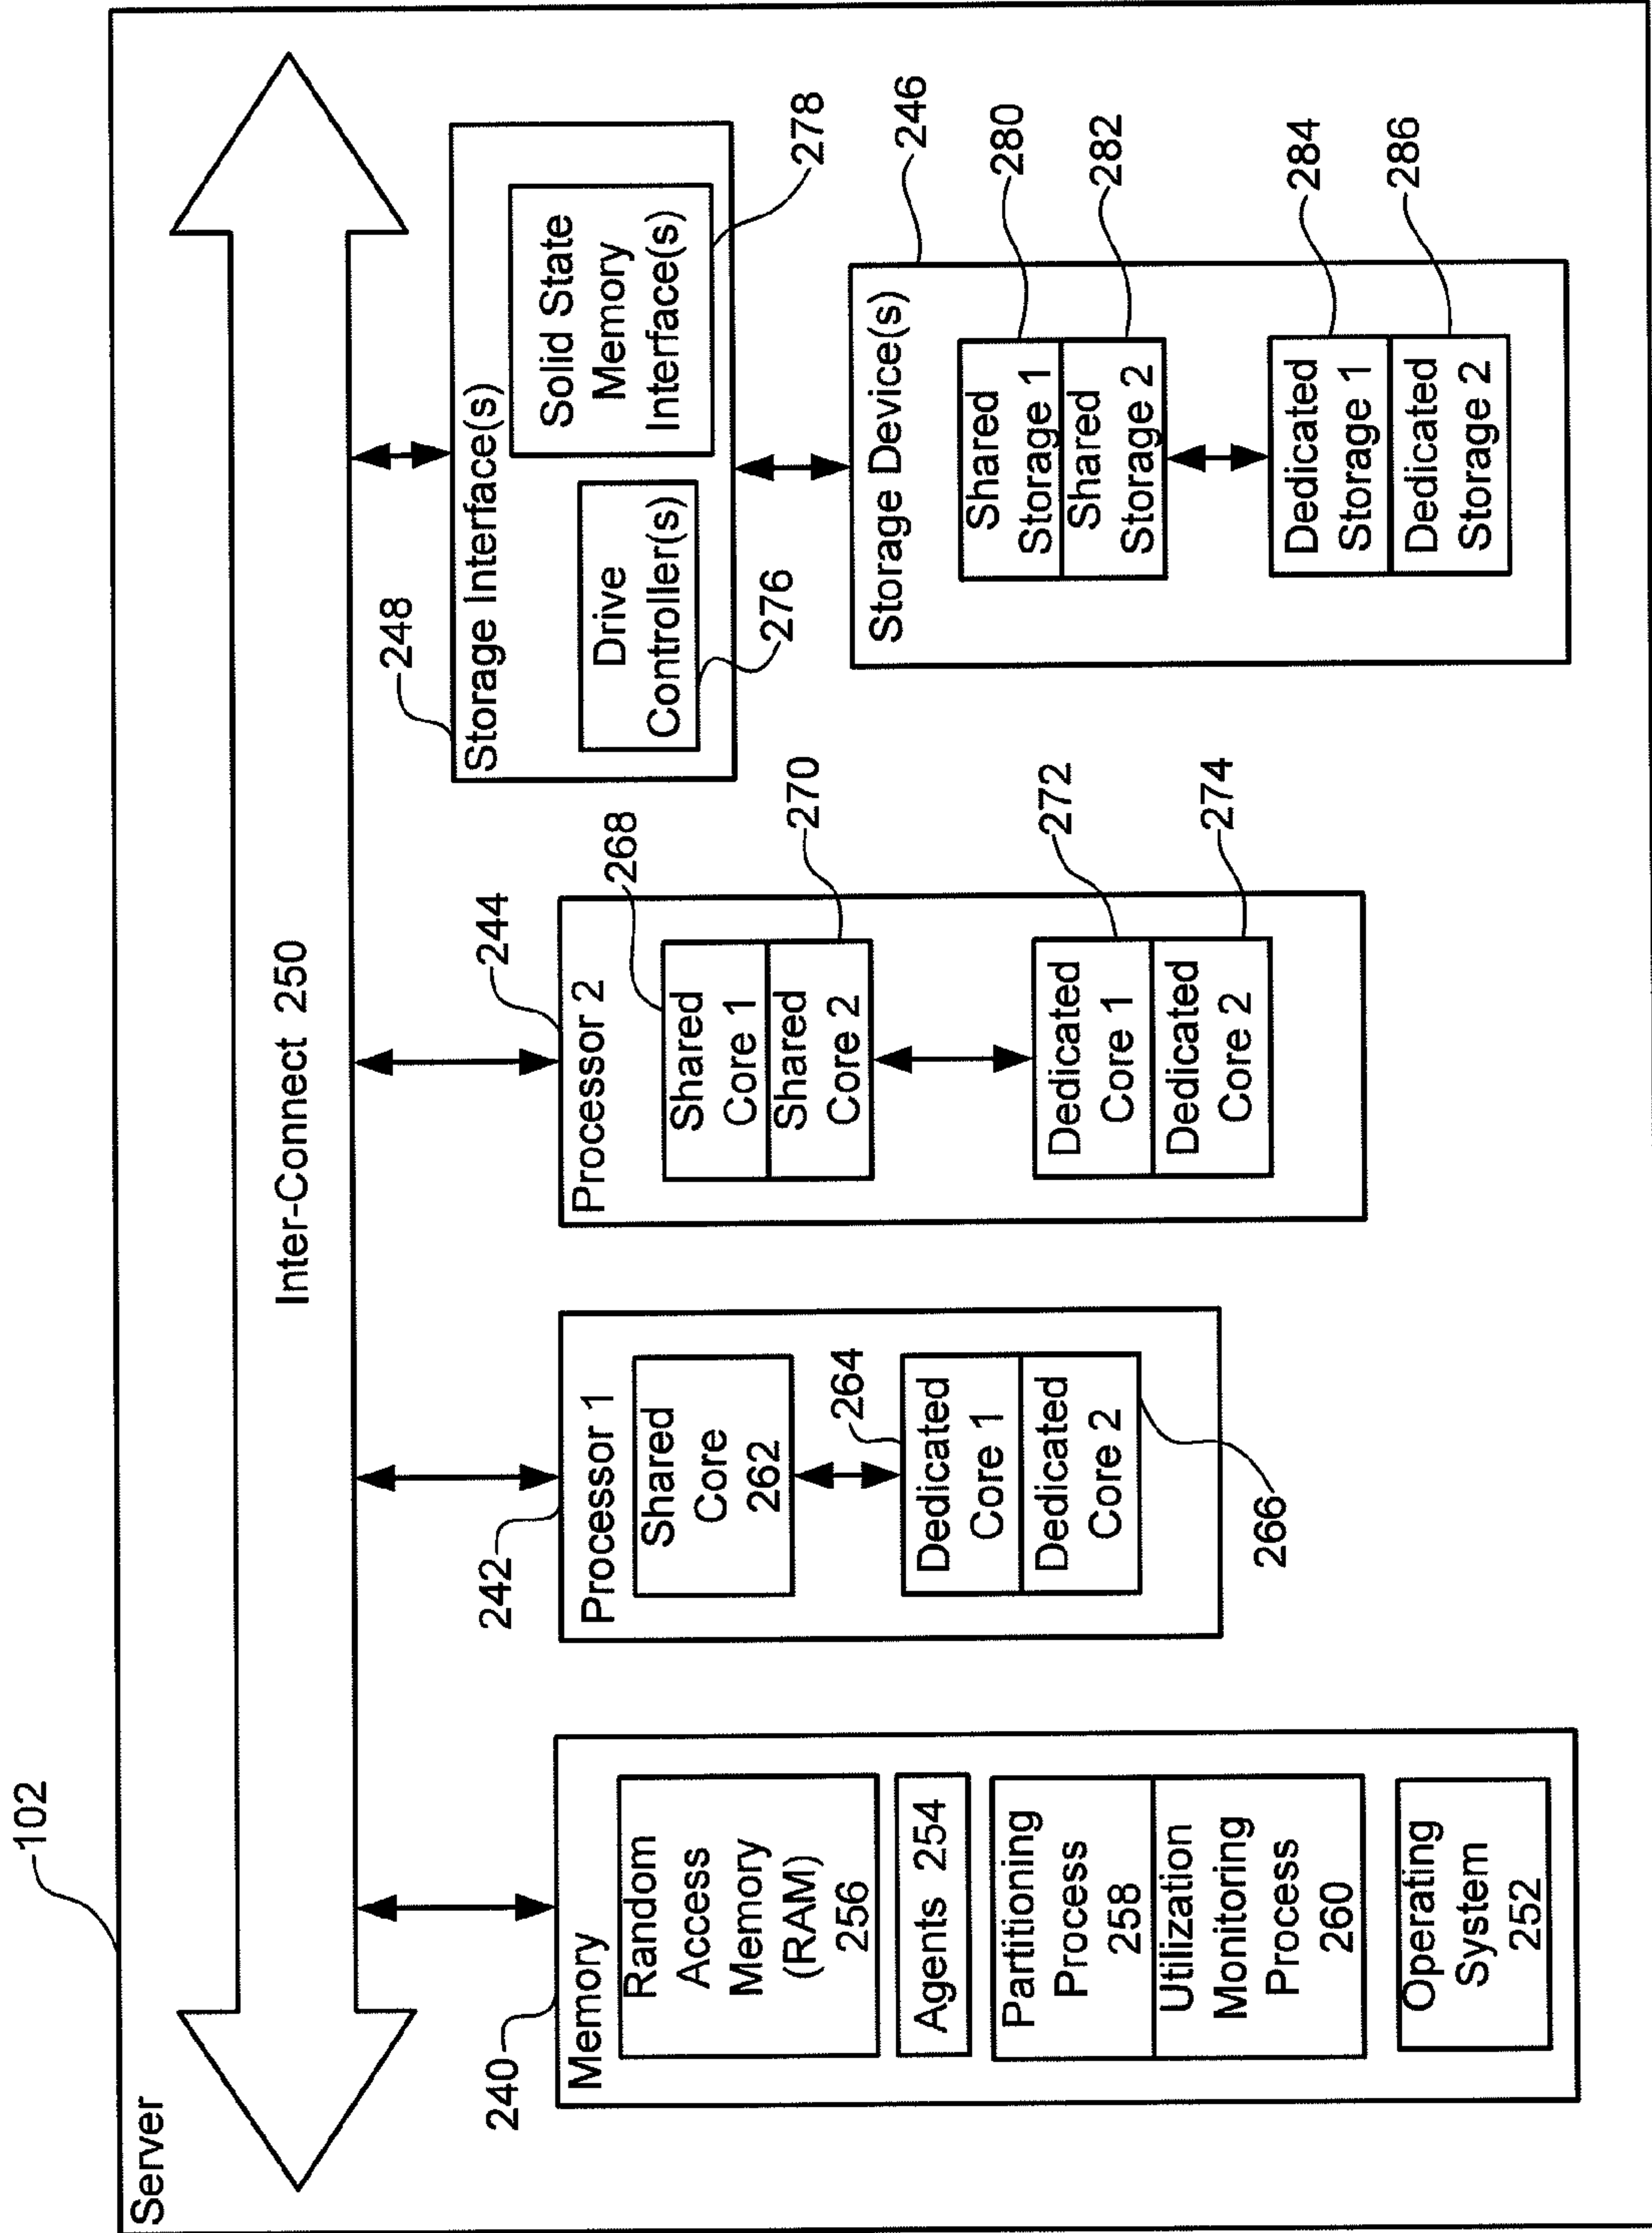 102
Server
Inter-Connect 250
240
Memory
Random
Access
Memory
(RAM)
256
Agents 254
Partitioning
Process
258
Utilization
Monitoring
Process
260
Operating
System
252
242
Processor 1
Shared
Core
262
264
Dedicated
Core 1
Dedicated
Core 2
266
244
Processor 2
268
Shared
Core 1
Shared
Core 2
270
272
Dedicated
Core 1
Dedicated
Core 2
274
248
Storage Interface(s)
Drive
Controller(s)
276
Solid State
Memory
Interface(s)
278
246
Storage Device(s)
Shared
Storage 1
280
Shared
Storage 2
282
Dedicated
Storage 1
284
Dedicated
Storage 2
286